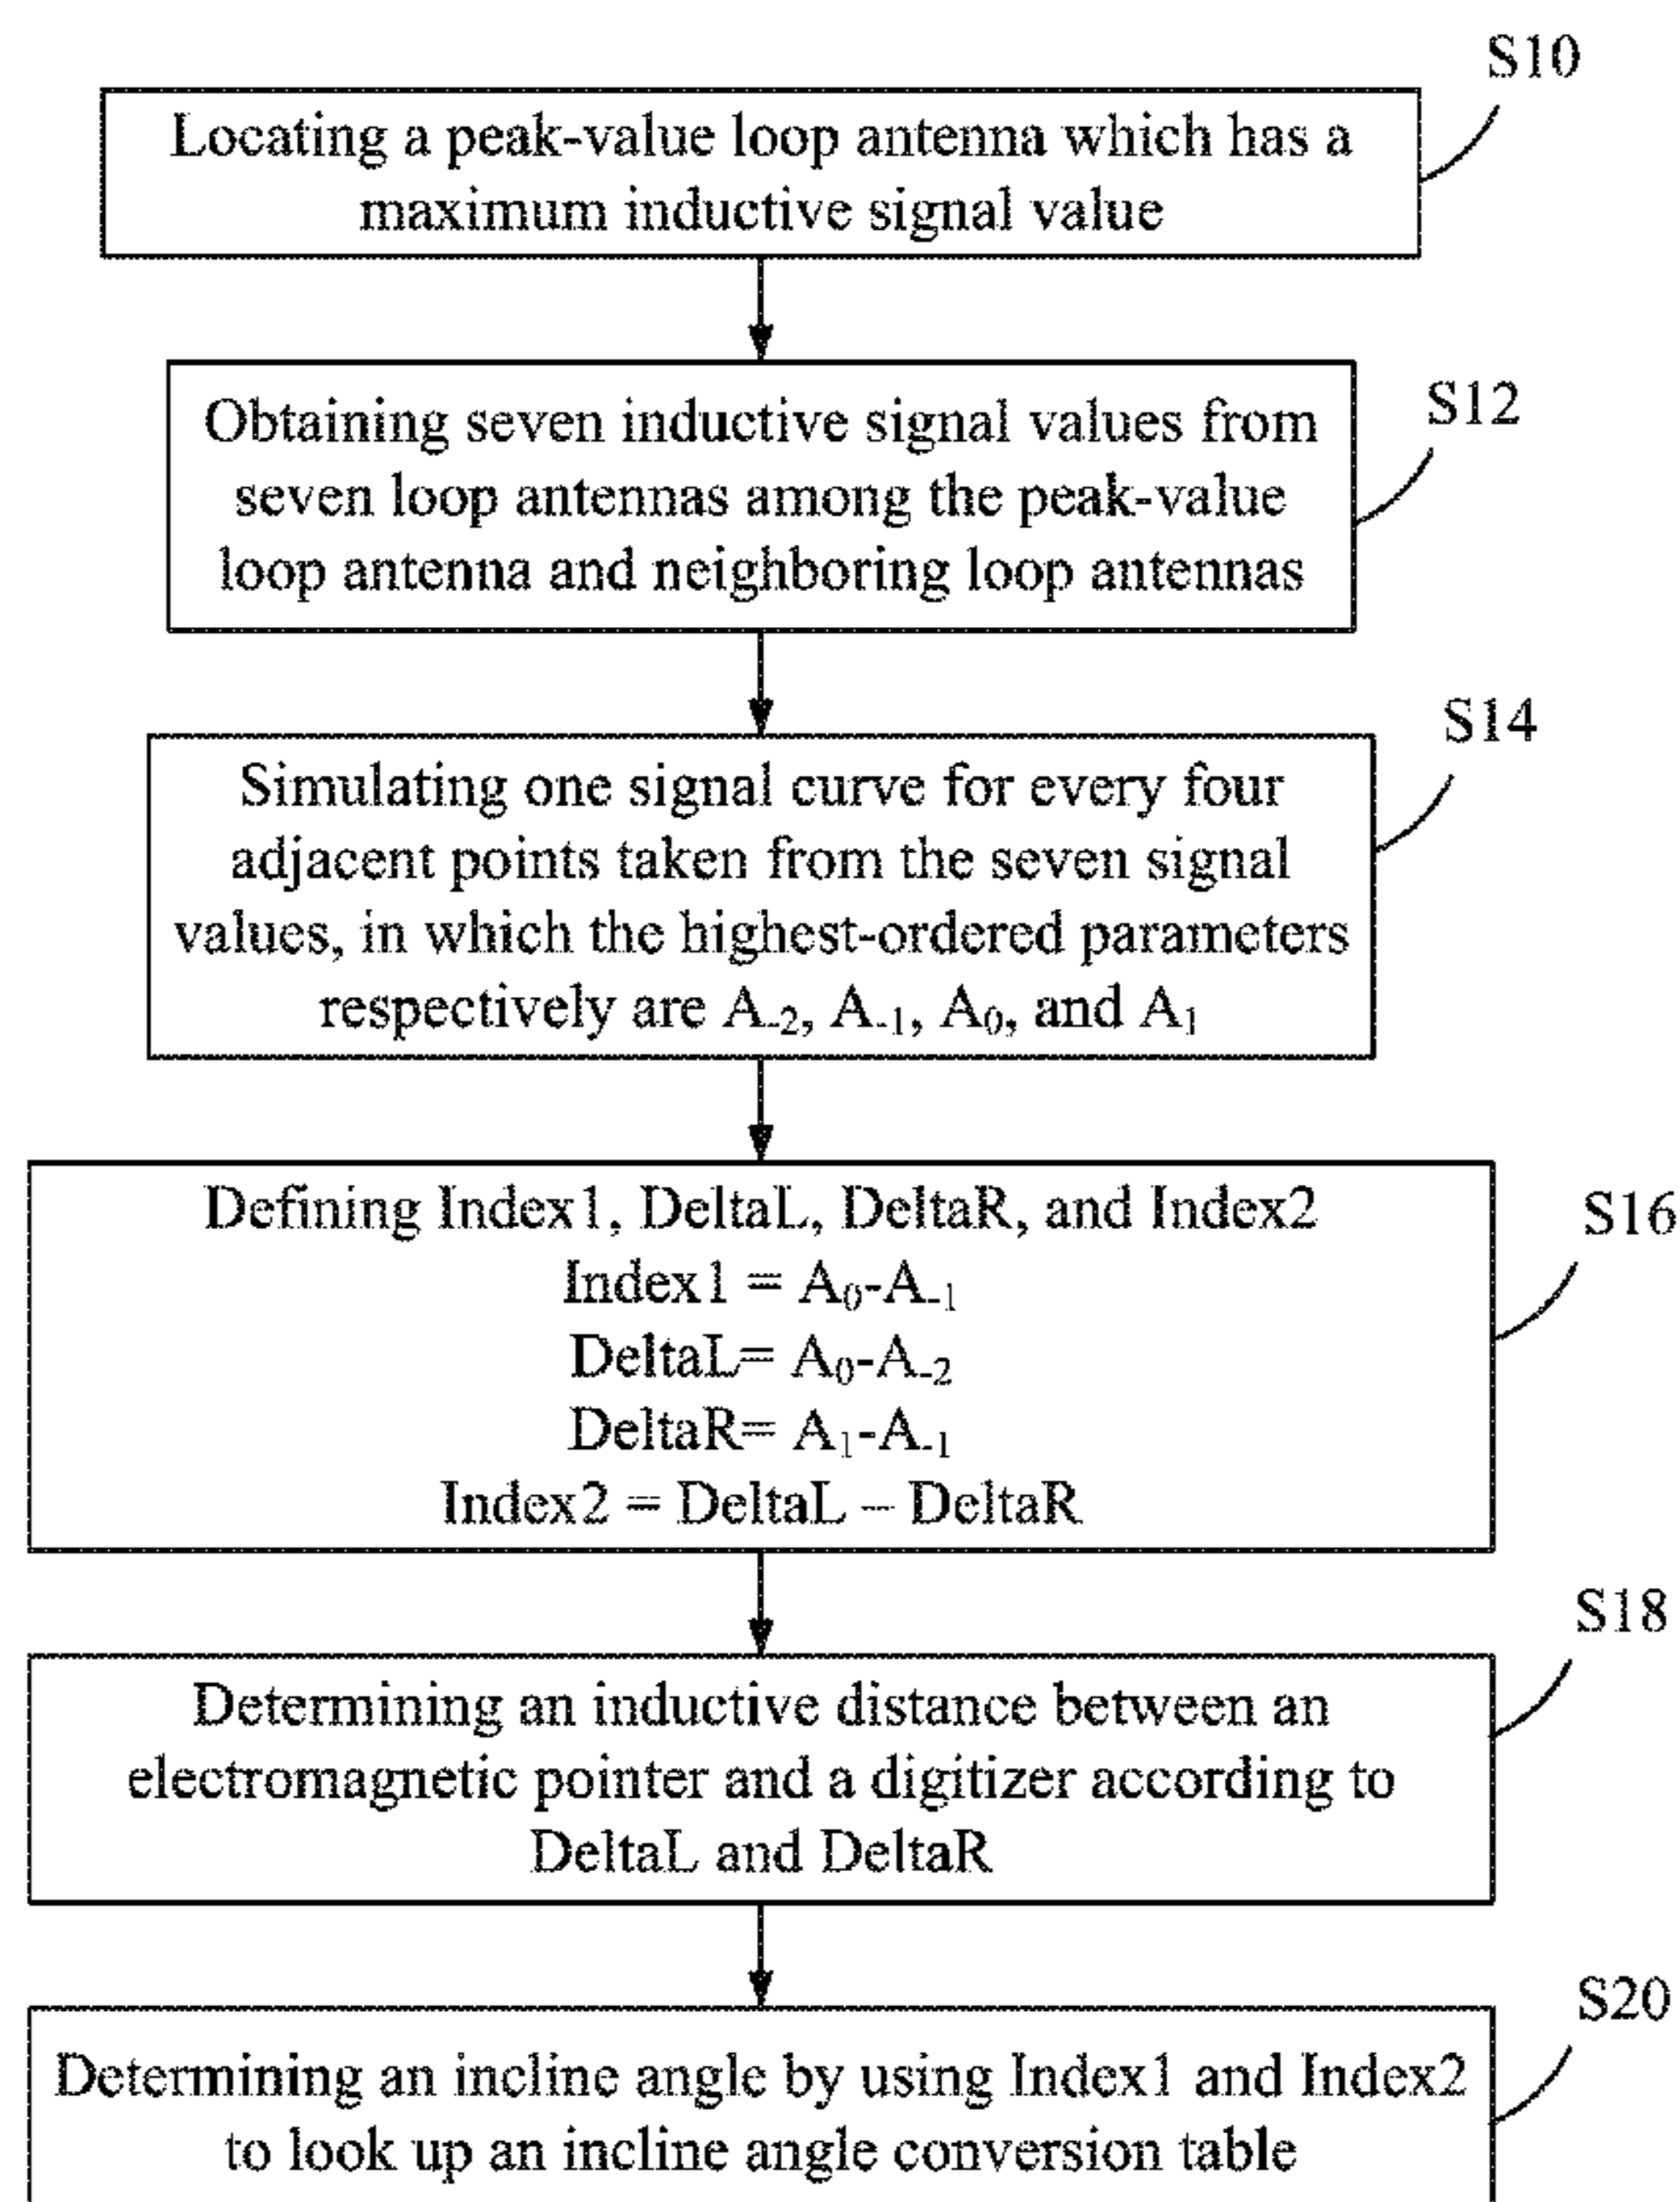 S10
Locating a peak-value loop antenna which has a
maximum inductive signal value
S12
Obtaining seven inductive signal values from
seven loop antennas among the peak-value
loop antenna and neighboring loop antennas
S14
Simulating one signal curve for every four
adjacent points taken from the seven signal
values, in which the highest-ordered parameters
respectively are A₋₂, A₋₁, A₀, and A₁
S16
Defining Index1, DeltaL, DeltaR, and Index2
Index1 = A₀-A₋₁
DeltaL= A₀-A₋₂
DeltaR= A₁-A₋₁
Index2 = DeltaL – DeltaR
S18
Determining an inductive distance between an
electromagnetic pointer and a digitizer according to
DeltaL and DeltaR
S20
Determining an incline angle by using Index1 and Index2
to look up an incline angle conversion table